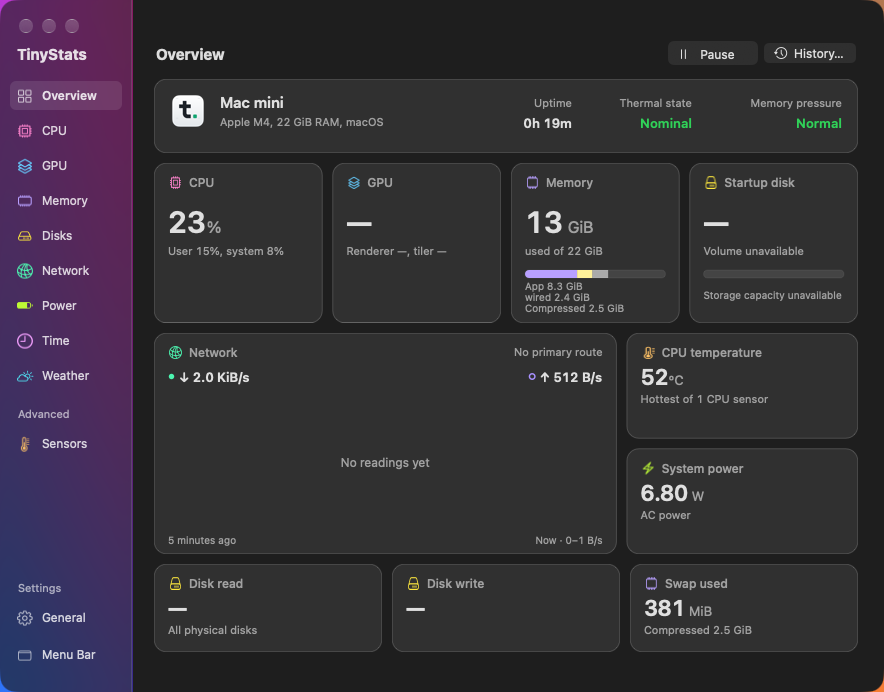 TinyStats
Overview
CPU
GPU
Memory
Disks
Network
Power
Time
Weather
Advanced
Sensors
Settings
General
Menu Bar
Overview
Pause
History…
t.
Mac mini
Apple M4, 22 GiB RAM, macOS
Uptime
0h 19m
Thermal state
Nominal
Memory pressure
Normal
CPU
23%
User 15%, system 8%
GPU
—
Renderer —, tiler —
Memory
13 GiB
used of 22 GiB
App 8.3 GiB
wired 2.4 GiB
Compressed 2.5 GiB
Startup disk
—
Volume unavailable
Storage capacity unavailable
Network
No primary route
↓ 2.0 KiB/s
↑ 512 B/s
No readings yet
5 minutes ago
Now · 0–1 B/s
CPU temperature
52°C
Hottest of 1 CPU sensor
System power
6.80 W
AC power
Disk read
—
All physical disks
Disk write
—
Swap used
381 MiB
Compressed 2.5 GiB